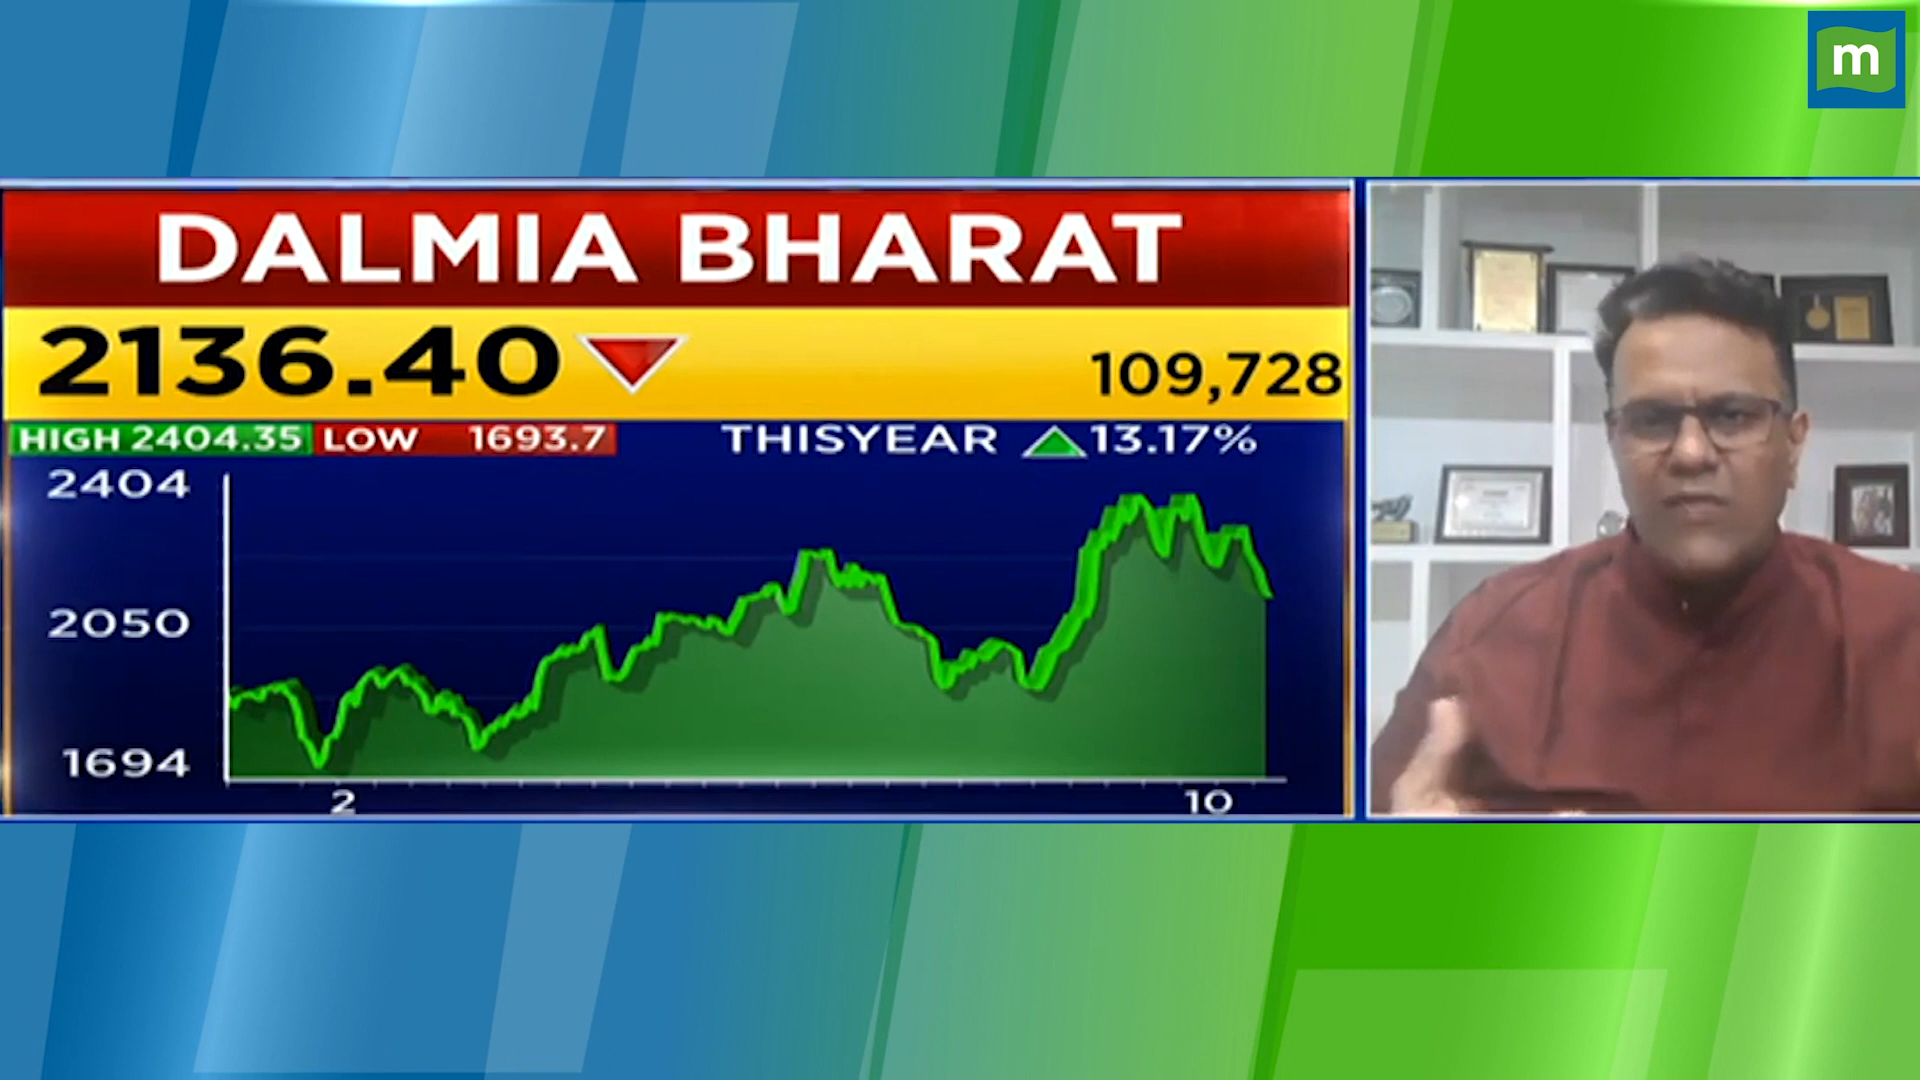 m
DALMIA BHARAT
2136.40 109,728
HIGH 2404.35 LOW 1693.7 THISYEAR 13.17%
2404
2050
1694
2 10